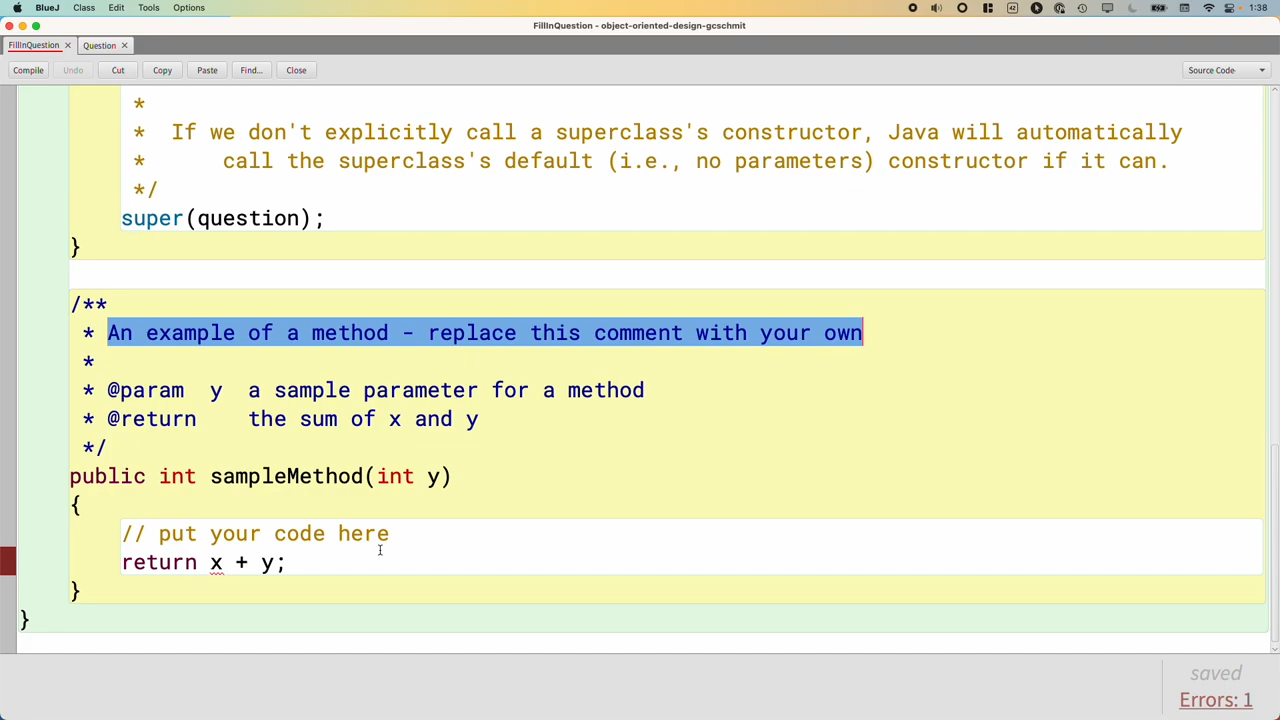 BlueJ Class Edit Tools Options 42 1:38
FillInQuestion - object-oriented-design-gcschmit
FillInQuestion × Question ×
Compile Undo Cut Copy Paste Find... Close Source Code
*
* If we don't explicitly call a superclass's constructor, Java will automatically
* call the superclass's default (i.e., no parameters) constructor if it can.
*/
super(question);
}
/**
* An example of a method - replace this comment with your own
*
* @param y a sample parameter for a method
* @return the sum of x and y
*/
public int sampleMethod(int y)
{
// put your code here
return x + y;
}
}
saved
Errors: 1